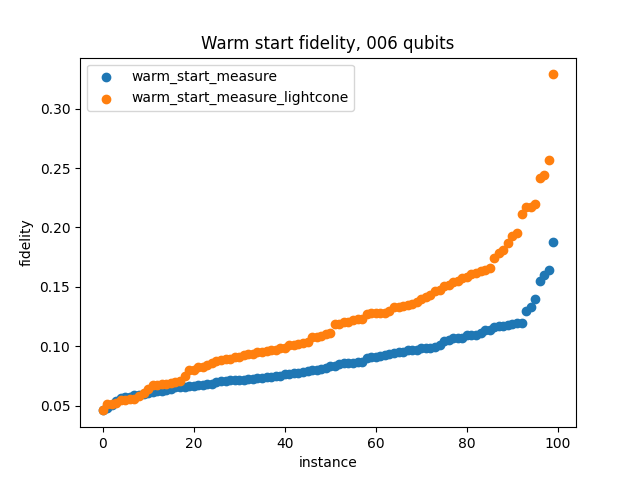 Warm start fidelity, 006 qubits
warm_start_measure
warm_start_measure_lightcone
fidelity
0.30
0.25
0.20
0.15
0.10
0.05
0 20 40 60 80 100
instance